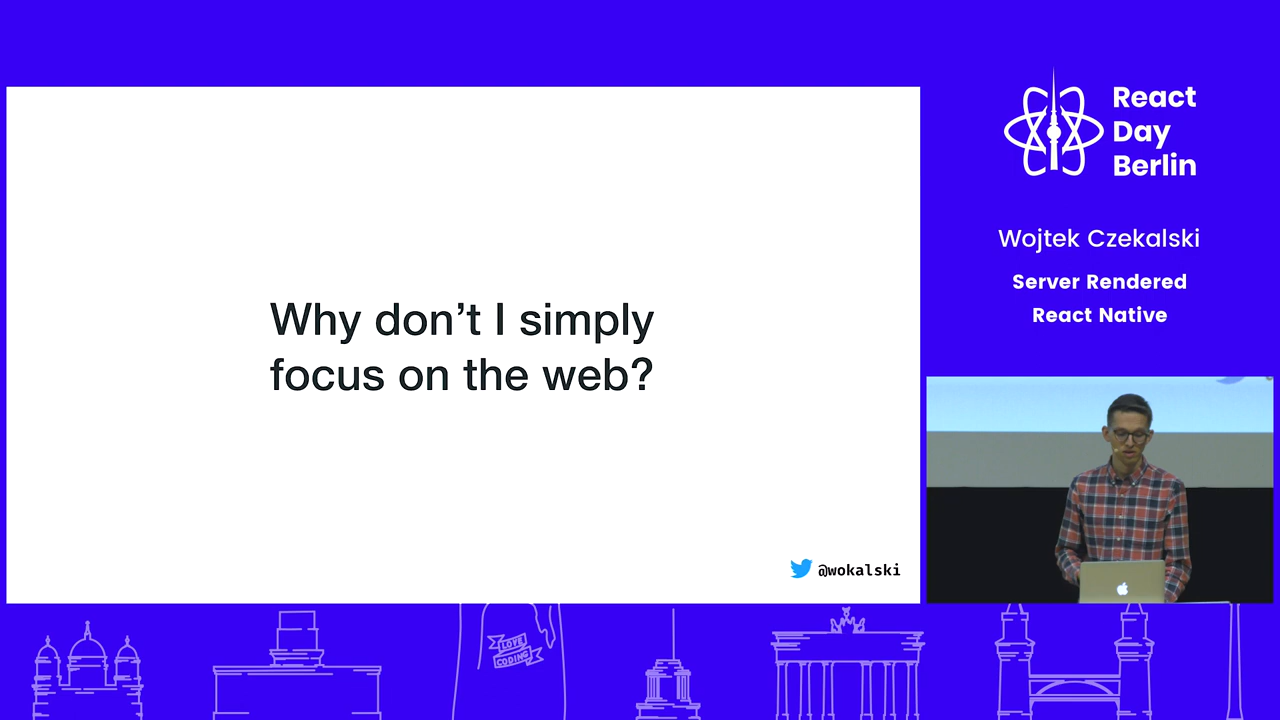 Why don’t I simply
focus on the web?
@wokalski
React
Day
Berlin
Wojtek Czekalski
Server Rendered
React Native
LOVE
CODING